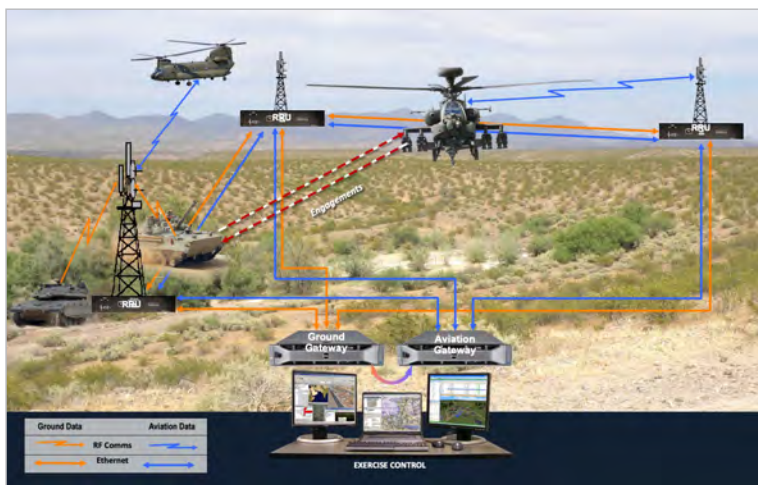 RRU
RRU
Engagements
RRU
Ground
Gateway
Aviation
Gateway
Ground Data
Aviation Data
RF Comms
Ethernet
EXERCISE CONTROL